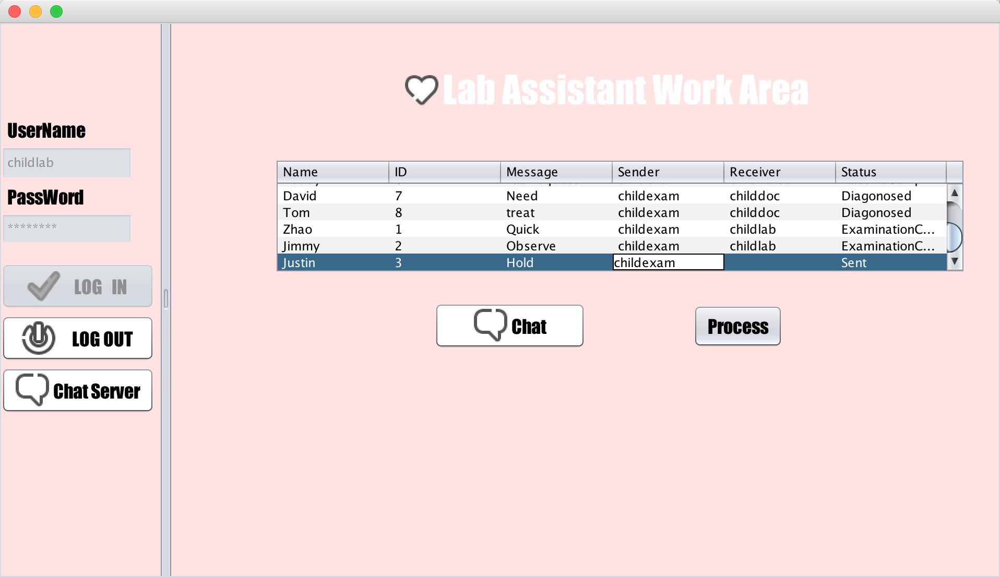 Lab Assistant Work Area
UserName
childlab
PassWord
********
LOG IN
LOG OUT
Chat Server
Name ID Message Sender Receiver Status
David 7 Need childexam childdoc Diagonosed
Tom 8 treat childexam childdoc Diagonosed
Zhao 1 Quick childexam childlab ExaminationC...
Jimmy 2 Observe childexam childlab ExaminationC...
Justin 3 Hold childexam Sent
Chat
Process